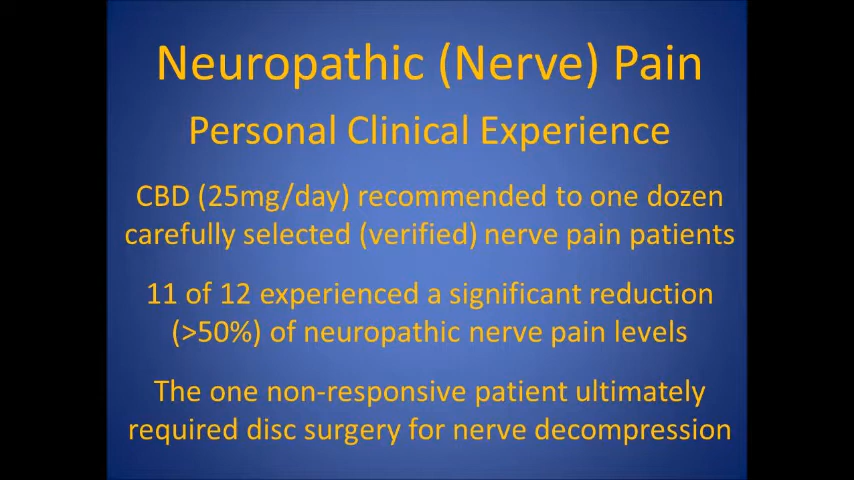 Neuropathic (Nerve) Pain
Personal Clinical Experience
CBD (25mg/day) recommended to one dozen
carefully selected (verified) nerve pain patients
11 of 12 experienced a significant reduction
(>50%) of neuropathic nerve pain levels
The one non-responsive patient ultimately
required disc surgery for nerve decompression